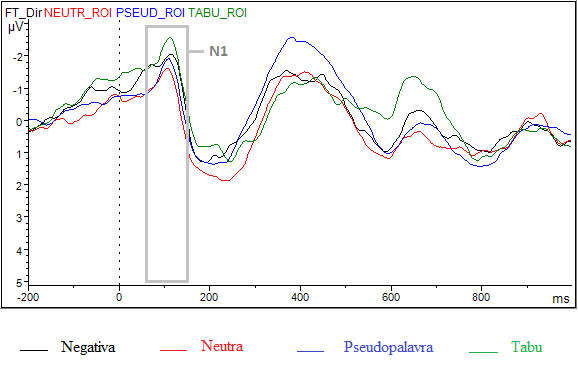 FT_Dir NEUTR_ROI PSEUD_ROI TABU_ROI
µV
N1
-2
-1
0
1
2
3
4
5
-200 0 200 400 600 800 ms
Negativa Neutra Pseudopalavra Tabu